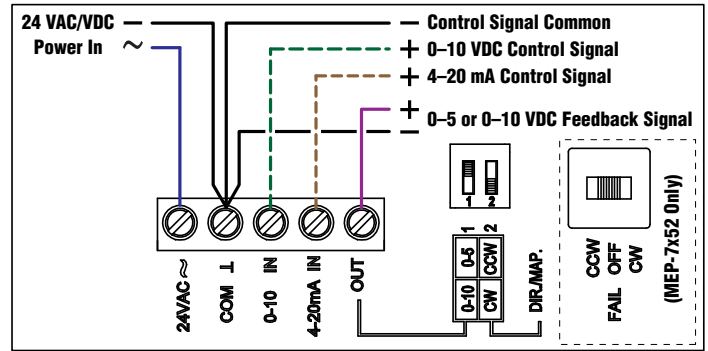 24 VAC/VDC −
Power In ~
− Control Signal Common
+ 0–10 VDC Control Signal
+ 4–20 mA Control Signal
+
−
0–5 or 0–10 VDC Feedback Signal
24VAC ~
COM ⊥
0-10 IN
4-20mA IN
OUT
1 2
1 2
0-5 CCW
0-10 CW
DIR./MAP.
CCW
OFF
CW
FAIL
(MEP-7x52 Only)